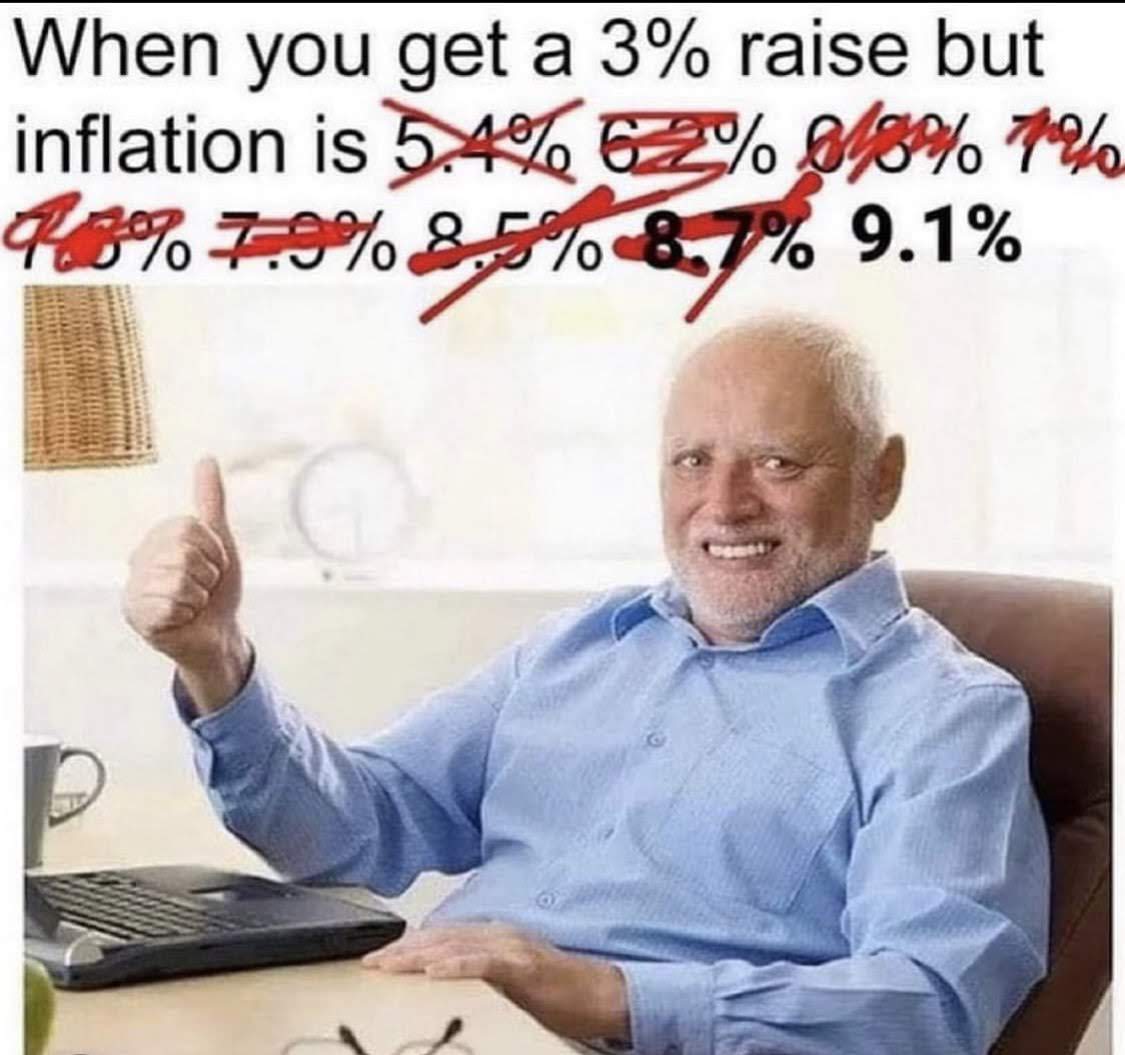 When you get a 3% raise but
inflation is 5.4% 6.2% 6.8% 7%
7.5% 7.9% 8.5% 8.7% 9.1%